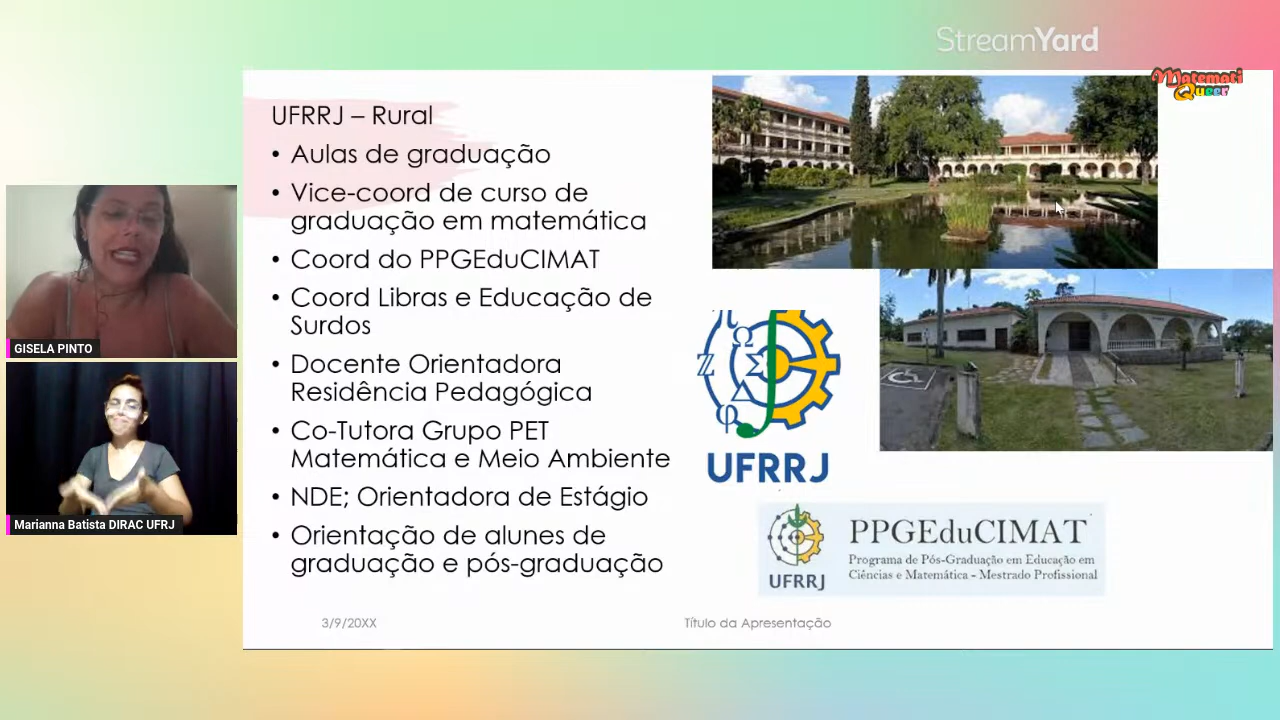 StreamYard
Matemati
Queer
UFRRJ – Rural
• Aulas de graduação
• Vice-coord de curso de
graduação em matemática
• Coord do PPGEduCIMAT
• Coord Libras e Educação de
Surdos
• Docente Orientadora
Residência Pedagógica
• Co-Tutora Grupo PET
Matemática e Meio Ambiente
• NDE; Orientadora de Estágio
• Orientação de alunes de
graduação e pós-graduação
GISELA PINTO
Marianna Batista DIRAC UFRJ
π
Ω
Z Σ
Δ
φ
UFRRJ
PPGEduCIMAT
Programa de Pós-Graduação em Educação em
Ciências e Matemática - Mestrado Profissional
UFRRJ
3/9/20XX
Título da Apresentação